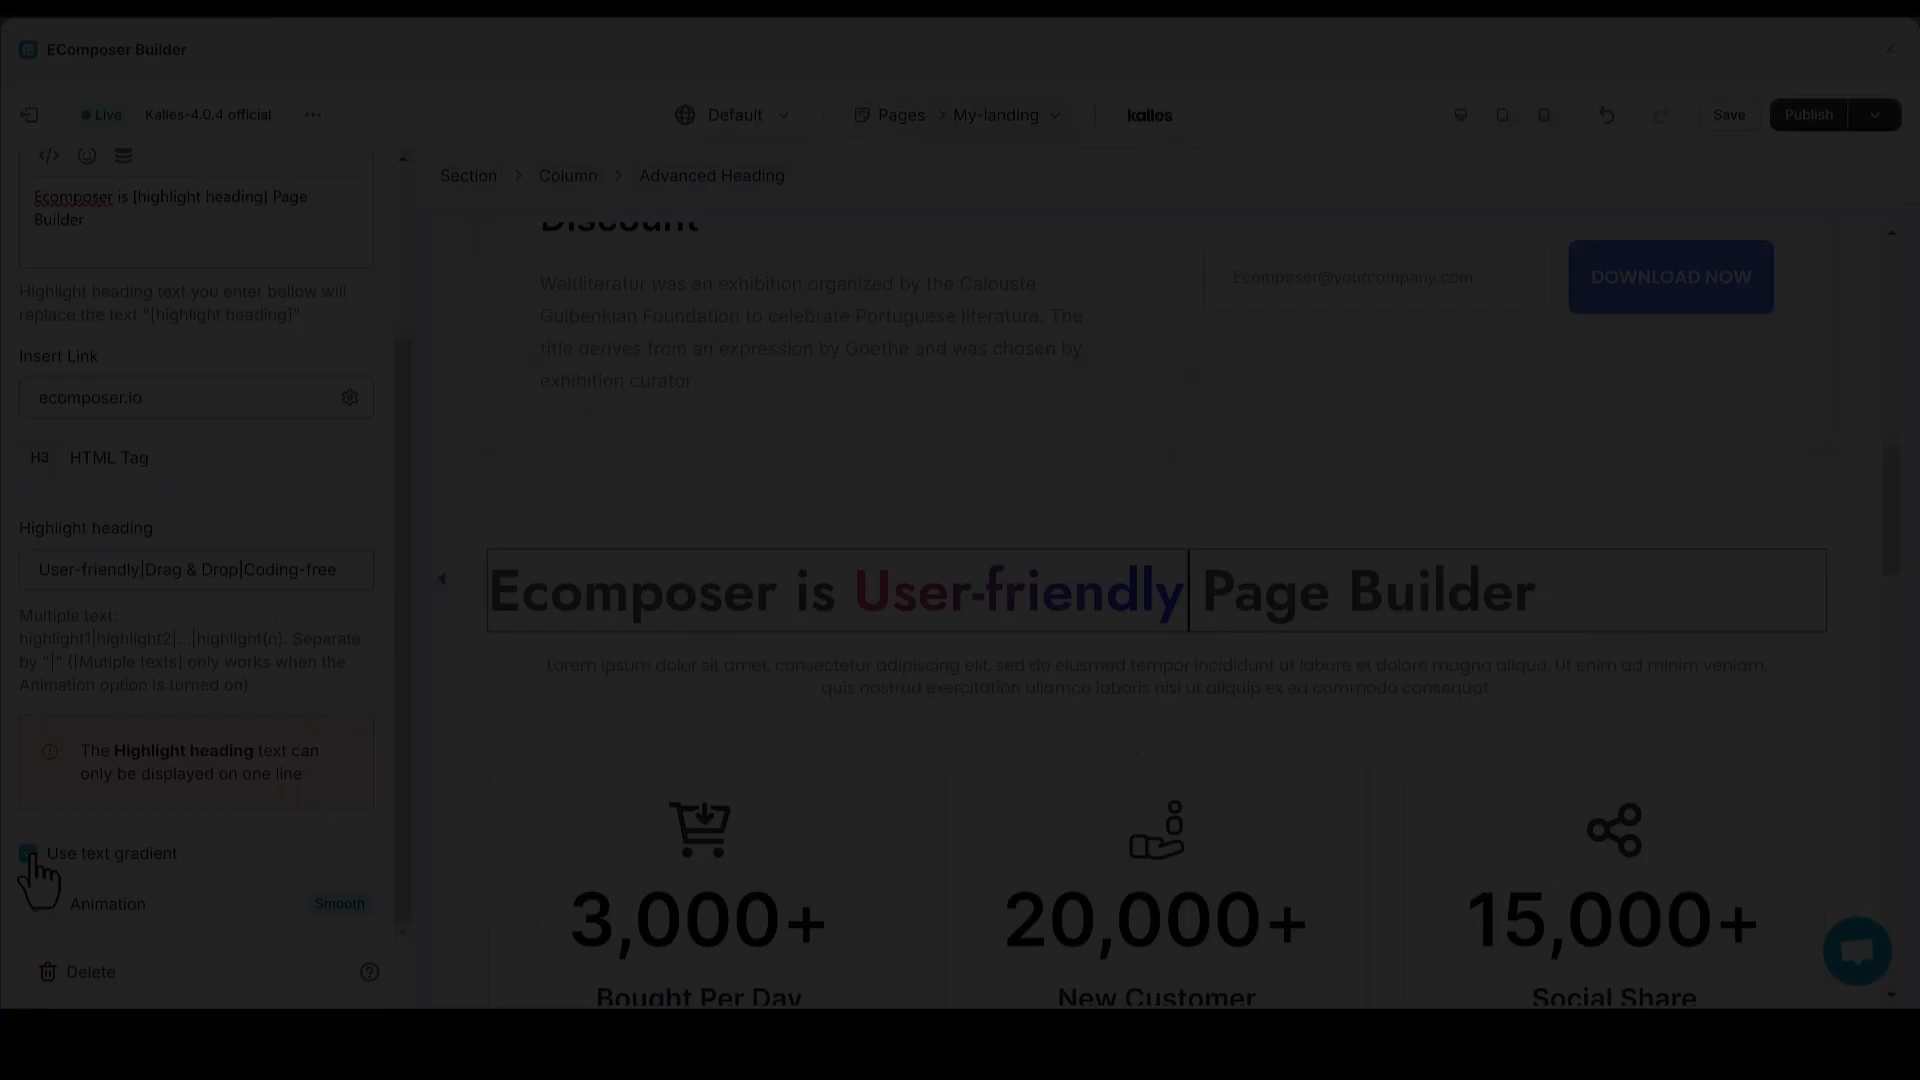 EComposer Builder
Live
Kalles-4.0.4 official
Default
Pages > My-landing
kalles
Save
Publish
Section > Column > Advanced Heading
Ecomposer is [highlight heading] Page
Builder
Highlight heading text you enter bellow will
replace the text "[highlight heading]"
Insert Link
ecomposer.io
H3 HTML Tag
Highlight heading
User-friendly|Drag & Drop|Coding-free
Multiple text:
highlight1|highlight2|...|highlight(n). Separate
by "|" ([Mutiple texts] only works when the
Animation option is turned on)
The Highlight heading text can
only be displayed on one line
Use text gradient
Animation
Smooth
Delete
Discount
Weltliteratur was an exhibition organized by the Calouste
Gulbenkian Foundation to celebrate Portuguese literature. The
title derives from an expression by Goethe and was chosen by
exhibition curator
Ecomposer@yourcompany.com
DOWNLOAD NOW
Ecomposer is User-friendly Page Builder
Lorem ipsum dolor sit amet, consectetur adipiscing elit, sed do eiusmod tempor incididunt ut labore et dolore magna aliqua. Ut enim ad minim veniam,
quis nostrud exercitation ullamco laboris nisi ut aliquip ex ea commodo consequat
3,000+
Bought Per Day
20,000+
New Customer
15,000+
Social Share